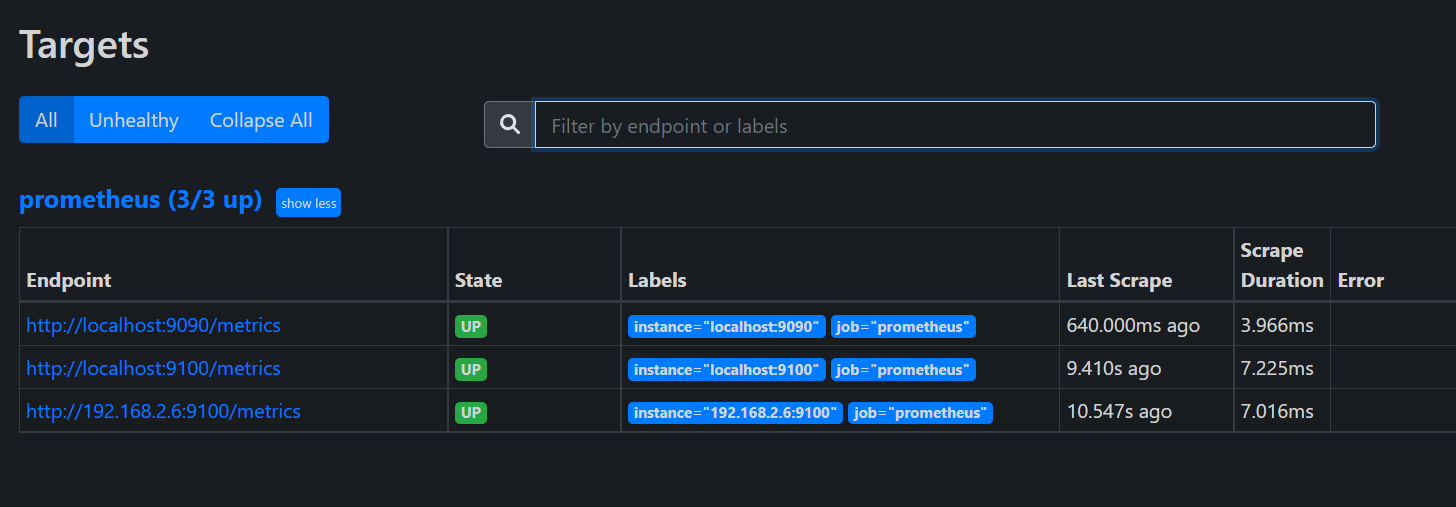 Targets
All Unhealthy Collapse All
Filter by endpoint or labels
prometheus (3/3 up) show less
Endpoint State Labels Last Scrape Scrape Duration Error
http://localhost:9090/metrics UP instance="localhost:9090" job="prometheus" 640.000ms ago 3.966ms
http://localhost:9100/metrics UP instance="localhost:9100" job="prometheus" 9.410s ago 7.225ms
http://192.168.2.6:9100/metrics UP instance="192.168.2.6:9100" job="prometheus" 10.547s ago 7.016ms